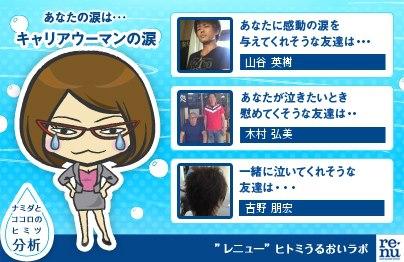 あなたの涙は…
キャリアウーマンの涙
ナミダと
ココロの
ヒミツ
分析
あなたに感動の涙を
与えてくれそうな友達は…
山谷 英樹
あなたが泣きたいとき
慰めてくれそうな友達は‥
木村 弘美
一緒に泣いてくれそうな
友達は・・・
古野 朋宏
"レニュー" ヒトミうるおいラボ
re:
nu